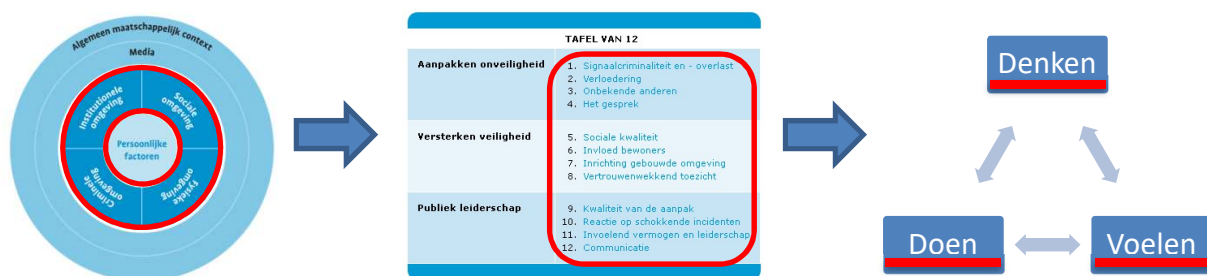 Algemeen maatschappelijk context
Media
Institutionele omgeving
Sociale omgeving
Persoonlijke factoren
Criminele omgeving
Fysieke omgeving
TAFEL VAN 12
Aanpakken onveiligheid
1. Signaalcriminaliteit en - overlast
2. Verloedering
3. Onbekende anderen
4. Het gesprek
Versterken veiligheid
5. Sociale kwaliteit
6. Invloed bewoners
7. Inrichting gebouwde omgeving
8. Vertrouwenwekkend toezicht
Publiek leiderschap
9. Kwaliteit van de aanpak
10. Reactie op schokkende incidenten
11. Invoelend vermogen en leiderschap
12. Communicatie
Denken
Doen
Voelen